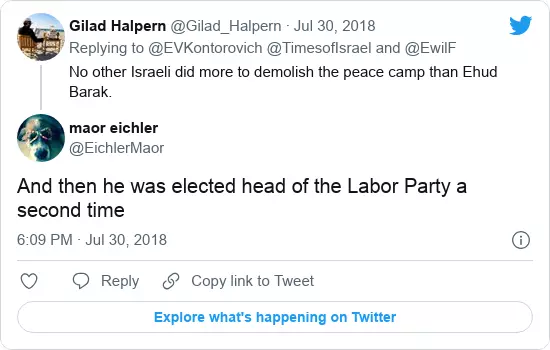 Gilad Halpern @Gilad_Halpern · Jul 30, 2018
Replying to @EVKontorovich @TimesofIsrael and @EwilF
No other Israeli did more to demolish the peace camp than Ehud
Barak.
maor eichler
@EichlerMaor
And then he was elected head of the Labor Party a
second time
6:09 PM · Jul 30, 2018
Reply
Copy link to Tweet
Explore what's happening on Twitter